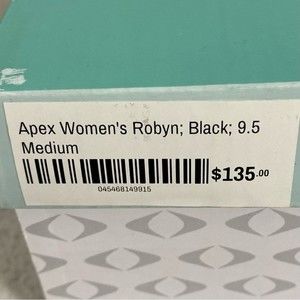 Apex Women's Robyn; Black; 9.5
Medium
$135.00
045468149915